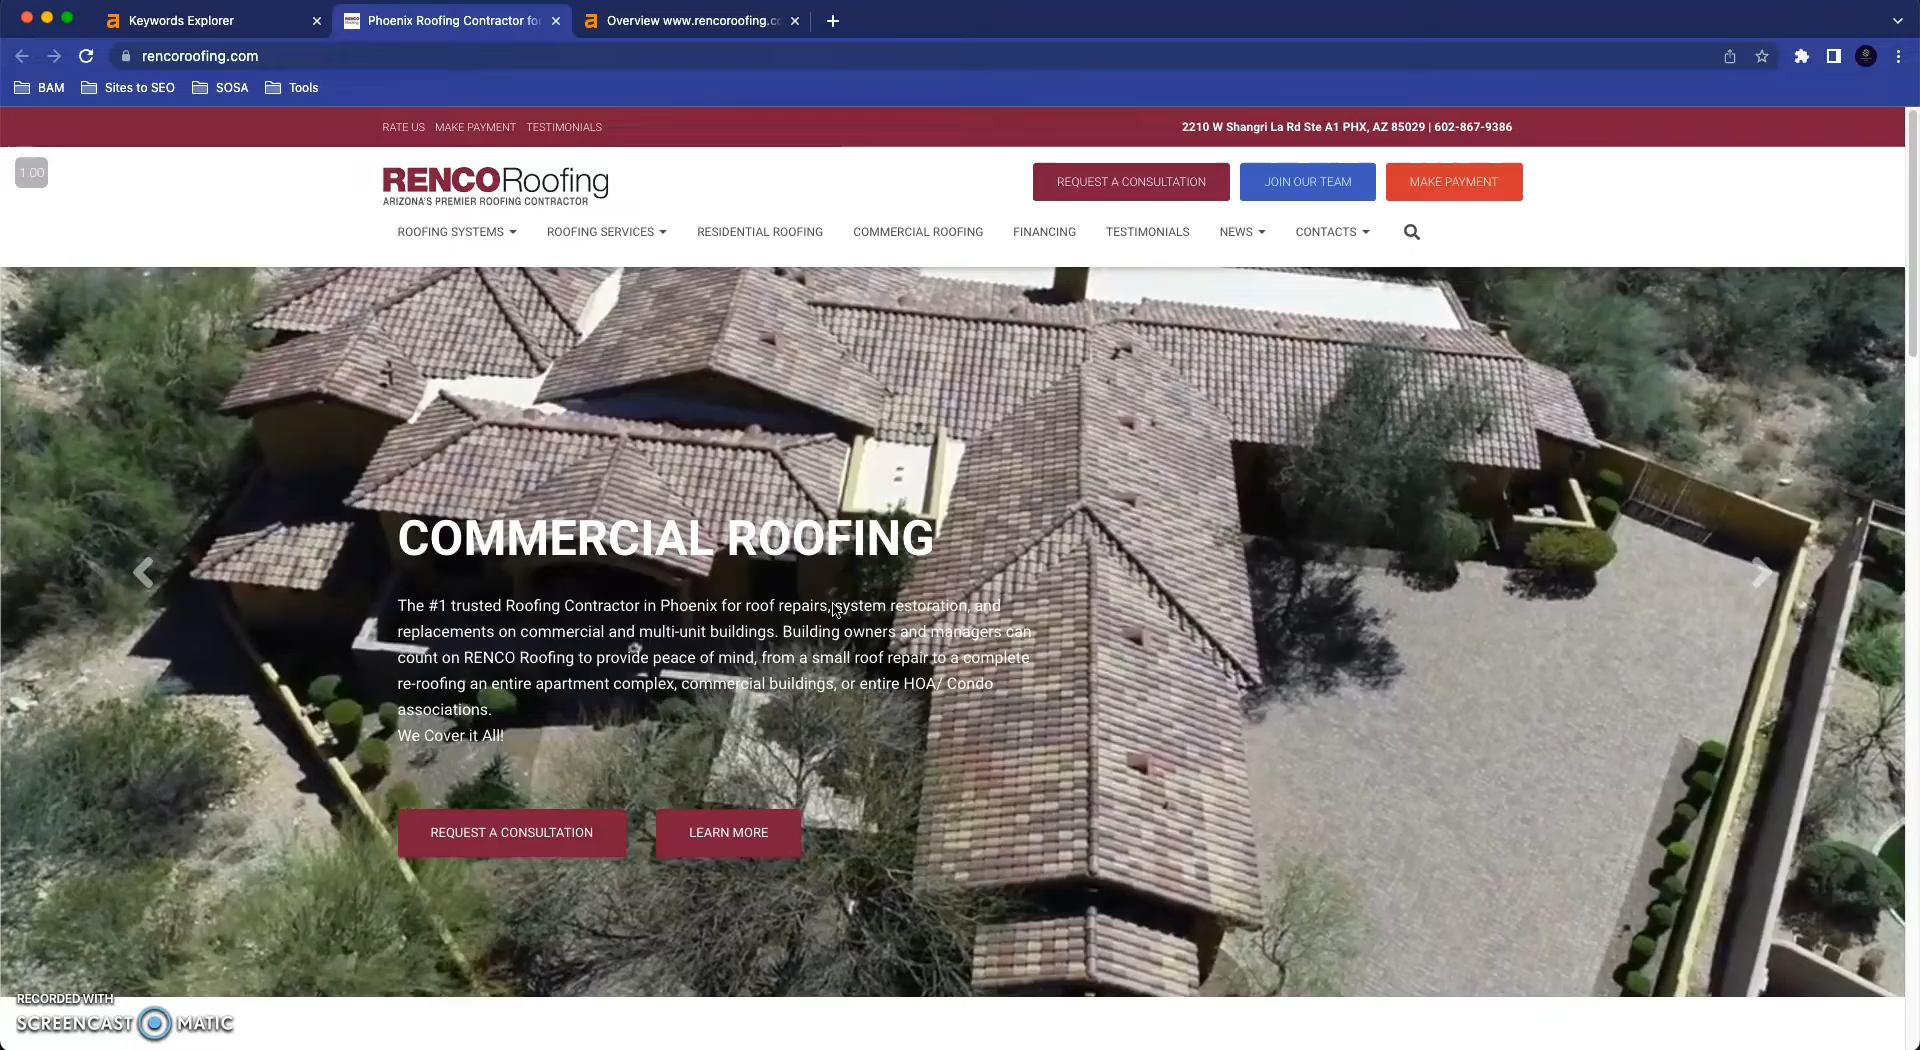 Keywords Explorer
Phoenix Roofing Contractor fo
Overview www.rencoroofing.co
rencoroofing.com
BAM
Sites to SEO
SOSA
Tools
RATE US MAKE PAYMENT TESTIMONIALS
2210 W Shangri La Rd Ste A1 PHX, AZ 85029 | 602-867-9386
1.00
RENCO Roofing
ARIZONA'S PREMIER ROOFING CONTRACTOR
REQUEST A CONSULTATION
JOIN OUR TEAM
MAKE PAYMENT
ROOFING SYSTEMS ROOFING SERVICES RESIDENTIAL ROOFING COMMERCIAL ROOFING FINANCING TESTIMONIALS NEWS CONTACTS
COMMERCIAL ROOFING
The #1 trusted Roofing Contractor in Phoenix for roof repairs, system restoration, and
replacements on commercial and multi-unit buildings. Building owners and managers can
count on RENCO Roofing to provide peace of mind, from a small roof repair to a complete
re-roofing an entire apartment complex, commercial buildings, or entire HOA/ Condo
associations.
We Cover it All!
REQUEST A CONSULTATION
LEARN MORE
RECORDED WITH
SCREENCAST MATIC